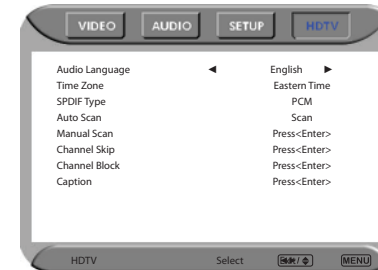 VIDEO AUDIO SETUP HDTV
Audio Language ◄ English ►
Time Zone Eastern Time
SPDIF Type PCM
Auto Scan Scan
Manual Scan Press<Enter>
Channel Skip Press<Enter>
Channel Block Press<Enter>
Caption Press<Enter>
HDTV Select MENU